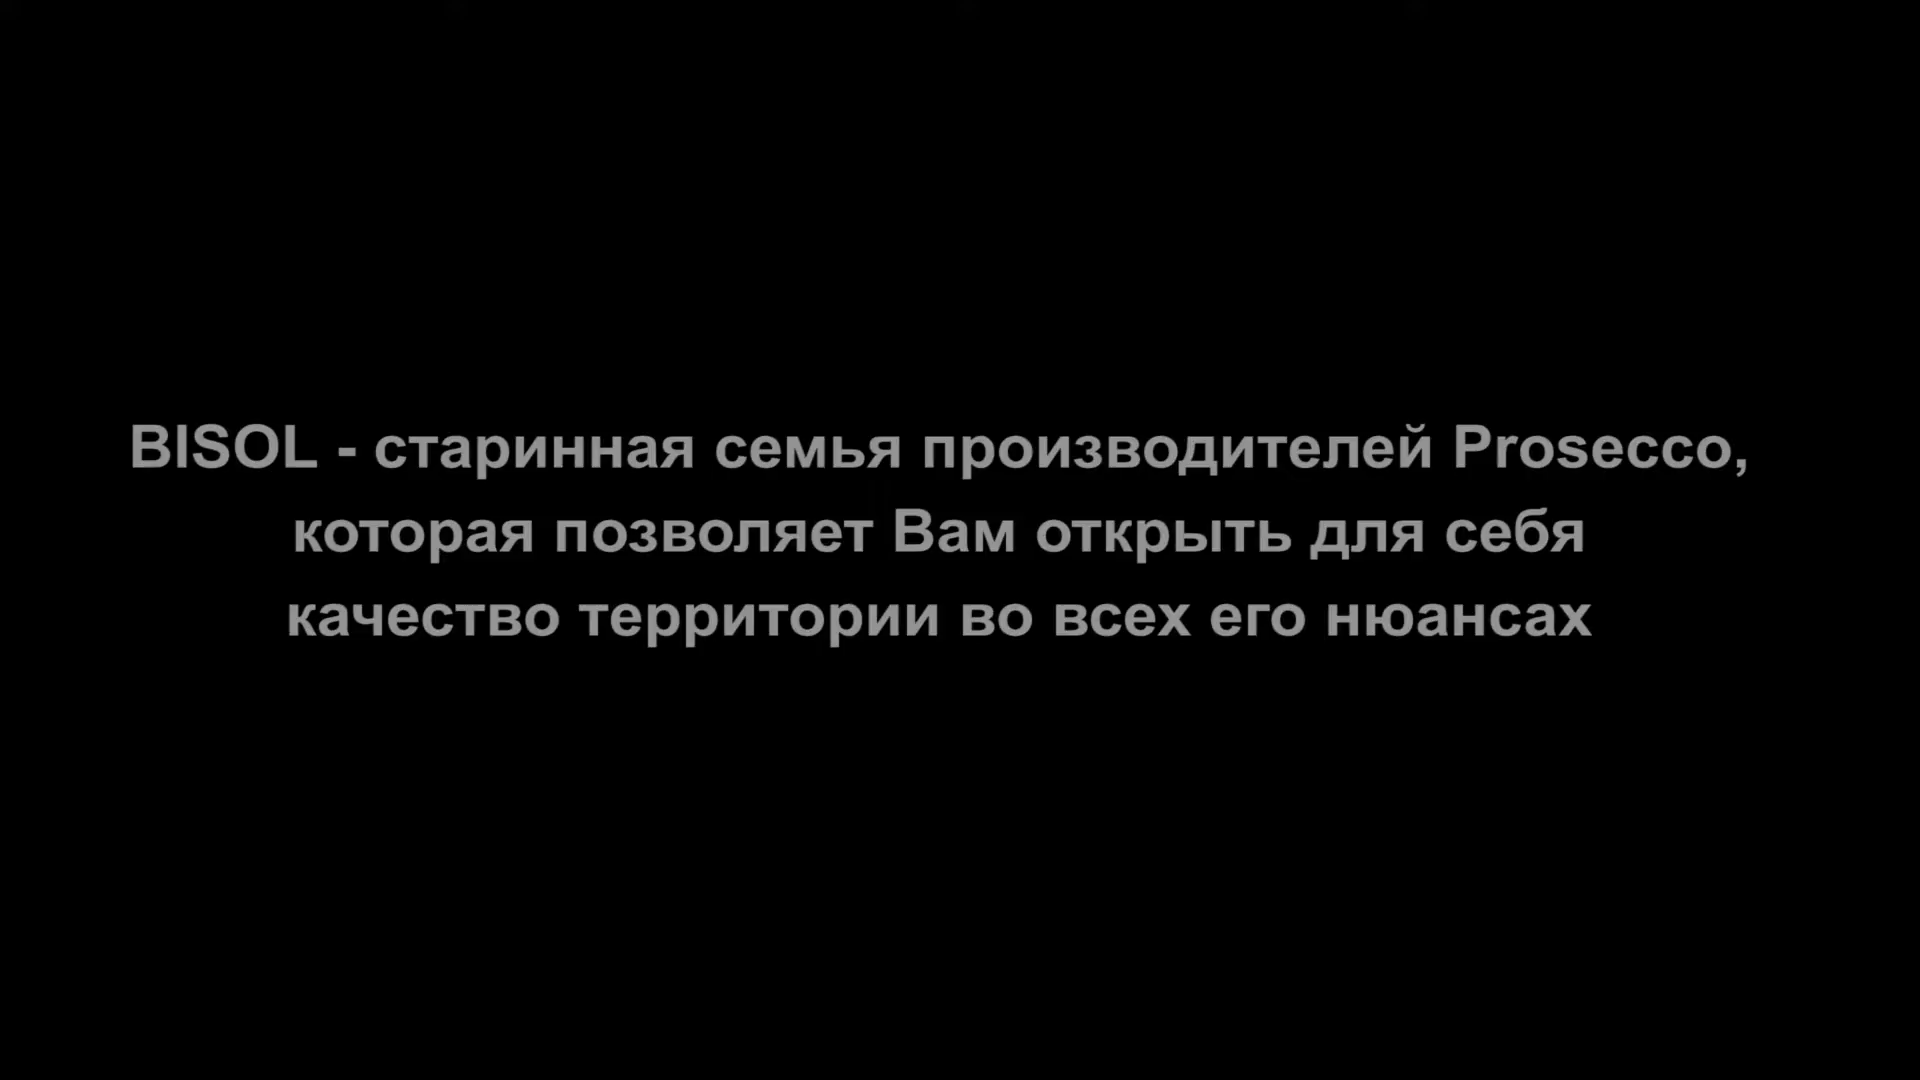 BISOL - старинная семья производителей Prosecco,
которая позволяет Вам открыть для себя
качество территории во всех его нюансах